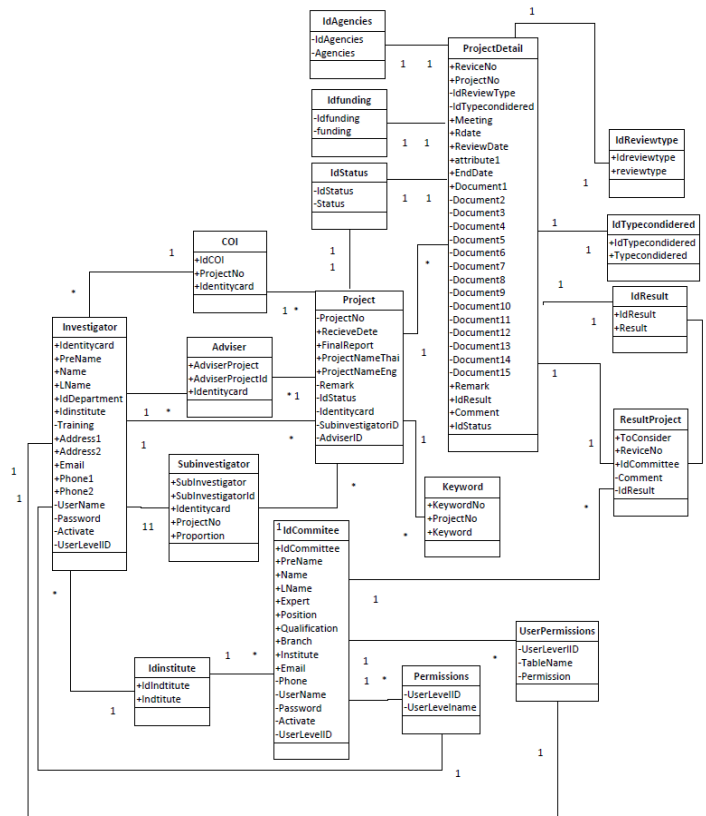 IdAgencies
-IdAgencies
-Agencies
ProjectDetail
+ReviceNo
+ProjectNo
-IdReviewType
-IdTypecondidered
+Meeting
+Rdate
+ReviewDate
+attribute1
+EndDate
+Document1
-Document2
-Document3
-Document4
-Document5
-Document6
-Document7
-Document8
-Document9
-Document10
-Document11
-Document12
-Document13
-Document14
-Document15
+Remark
+IdResult
+Comment
+IdStatus
1
1 1
Idfunding
-Idfunding
-funding
1 1
IdStatus
-IdStatus
-Status
1 1
1
1
IdReviewtype
+Idreviewtype
+reviewtype
1
IdTypecondidered
+IdTypecondidered
+Typecondidered
1
1
IdResult
+IdResult
+Result
1
1
COI
+IdCOI
+ProjectNo
+Identitycard
1
*
1 *
Project
-ProjectNo
+RecieveDete
+FinalReport
+ProjectNameThai
+ProjectNameEng
-Remark
-IdStatus
-Identitycard
-SubinvestigatoriD
-AdviserID
*
1
Investigator
+Identitycard
+PreName
+Name
+LName
+IdDepartment
+Idinstitute
-Training
+Address1
+Address2
+Email
+Phone1
+Phone2
-UserName
-Password
-Activate
-UserLevelID
Adviser
+AdviserProject
+AdviserProjectId
+Identitycard
* 1
1 *
1
*
Subinvestigator
+SubInvestigator
+SubInvestigatorId
+Identitycard
+ProjectNo
+Proportion
11
*
1
1
1
Keyword
+KeywordNo
+ProjectNo
+Keyword
*
ResultProject
+ToConsider
+ReviceNo
+IdCommittee
-Comment
-IdResult
1
1
*
1
IdCommitee
1
+IdCommittee
+PreName
+Name
+LName
+Expert
+Position
+Qualification
+Branch
+Institute
+Email
-Phone
-UserName
-Password
-Activate
-UserLevelID
*
Idinstitute
+IdIndtitute
+Indtitute
1 *
1
UserPermissions
-UserLeverlID
-TableName
-Permission
1
*
Permissions
-UserLevelID
-UserLevelname
1 *
1
1